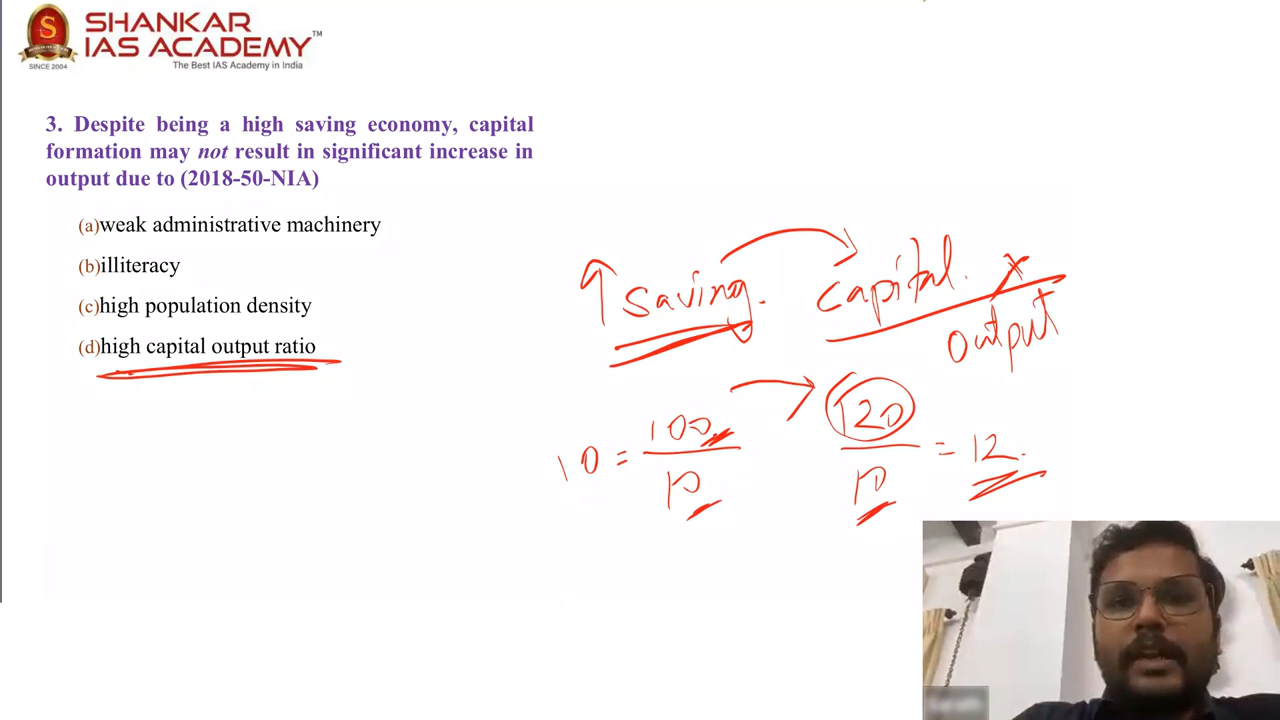 SHANKAR
IAS ACADEMY™
The Best IAS Academy in India
S
SINCE 2004
3. Despite being a high saving economy, capital
formation may not result in significant increase in
output due to (2018-50-NIA)
(a)weak administrative machinery
(b)illiteracy
(c)high population density
(d)high capital output ratio
↑ saving. capital.
output
10 = 100/10
120/10 = 12.